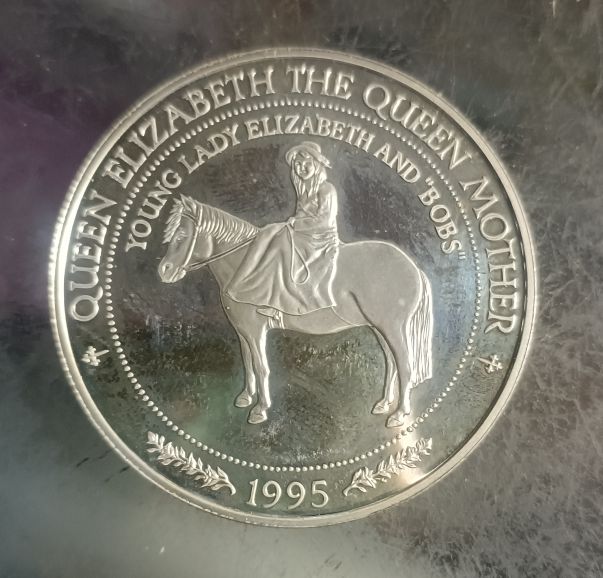 QUEEN ELIZABETH THE QUEEN MOTHER
YOUNG LADY ELIZABETH AND "BOBS"
1995